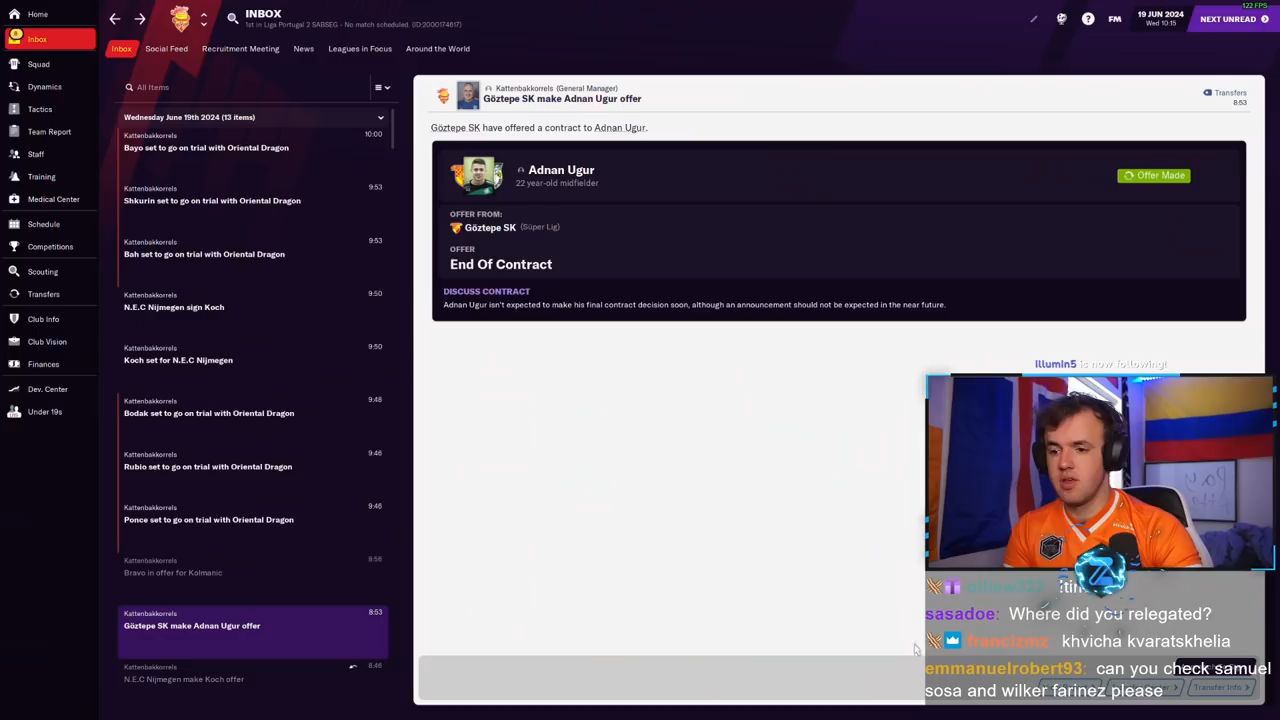 122 FPS
Home
INBOX
1st in Liga Portugal 2 SABSEG - No match scheduled. (ID:2000174617)
FM
19 JUN 2024
Wed 10:15
NEXT UNREAD
8
Inbox
Squad
Dynamics
Tactics
Team Report
Staff
Training
Medical Center
Schedule
Competitions
Scouting
Transfers
Club Info
Club Vision
Finances
Dev. Center
Under 19s
Inbox Social Feed Recruitment Meeting News Leagues in Focus Around the World
All Items
Wednesday June 19th 2024 (13 items)
Kattenbakkorrels 10:00
Bayo set to go on trial with Oriental Dragon
Kattenbakkorrels 9:53
Shkurin set to go on trial with Oriental Dragon
Kattenbakkorrels 9:53
Bah set to go on trial with Oriental Dragon
Kattenbakkorrels 9:50
N.E.C Nijmegen sign Koch
Kattenbakkorrels 9:50
Koch set for N.E.C Nijmegen
Kattenbakkorrels 9:48
Bodak set to go on trial with Oriental Dragon
Kattenbakkorrels 9:46
Rubio set to go on trial with Oriental Dragon
Kattenbakkorrels 9:46
Ponce set to go on trial with Oriental Dragon
Kattenbakkorrels 8:56
Bravo in offer for Kolmanic
Kattenbakkorrels 8:53
Göztepe SK make Adnan Ugur offer
Kattenbakkorrels 8:46
N.E.C Nijmegen make Koch offer
Kattenbakkorrels (General Manager)
Göztepe SK make Adnan Ugur offer
Transfers
8:53
Göztepe SK have offered a contract to Adnan Ugur.
Adnan Ugur
22 year-old midfielder
Offer Made
OFFER FROM:
Göztepe SK (Süper Lig)
OFFER
End Of Contract
DISCUSS CONTRACT
Adnan Ugur isn't expected to make his final contract decision soon, although an announcement should not be expected in the near future.
Illumin5 is now following!
sasadoe: Where did you relegated?
francizmz: khvicha kvaratskhelia
emmanuelrobert93: can you check samuel
sosa and wilker farinez please
Transfer Info